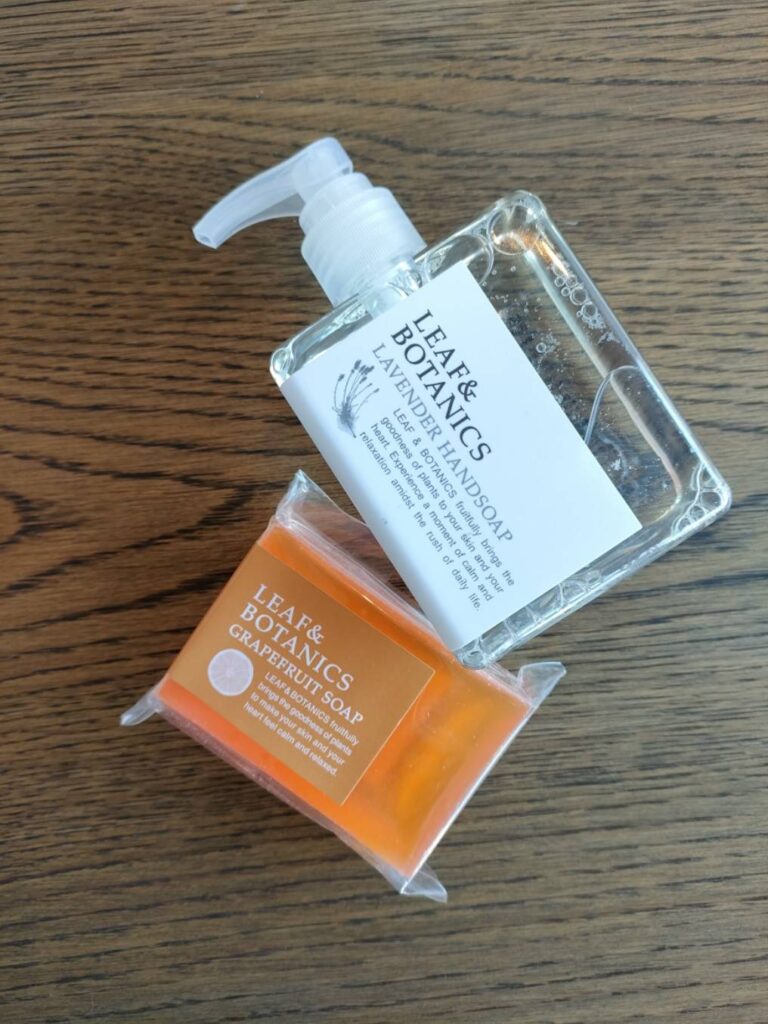 LEAF&
BOTANICS
LAVENDER HANDSOAP
LEAF & BOTANICS fruitfully brings the
goodness of plants to your skin and your
heart. Experience a moment of calm and
relaxation amidst the rush of daily life.
LEAF&
BOTANICS
GRAPEFRUIT SOAP
LEAF&BOTANICS fruitfully
brings the goodness of plants
to make your skin and your
heart feel calm and relaxed.